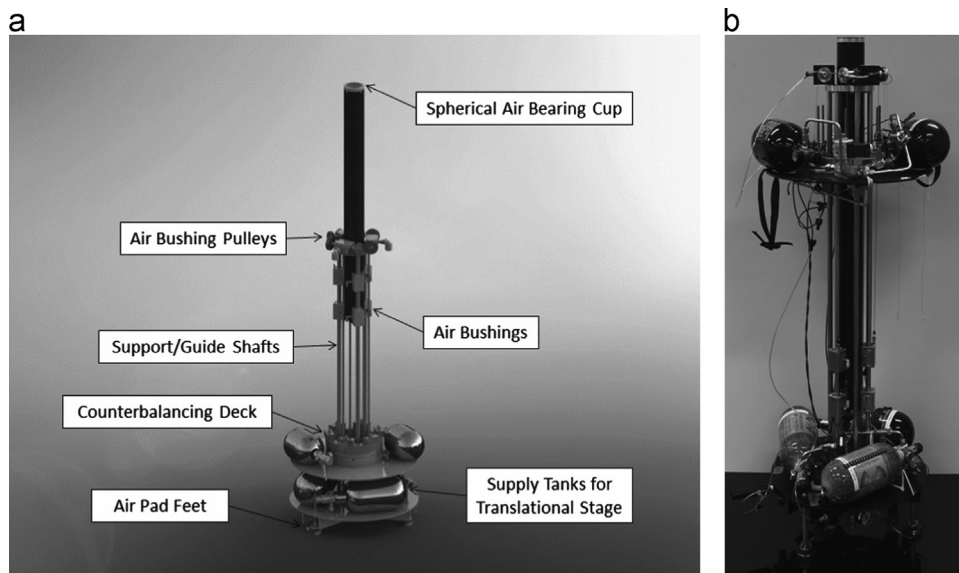 a
b
Spherical Air Bearing Cup
Air Bushing Pulleys
Air Bushings
Support/Guide Shafts
Counterbalancing Deck
Supply Tanks for
Translational Stage
Air Pad Feet